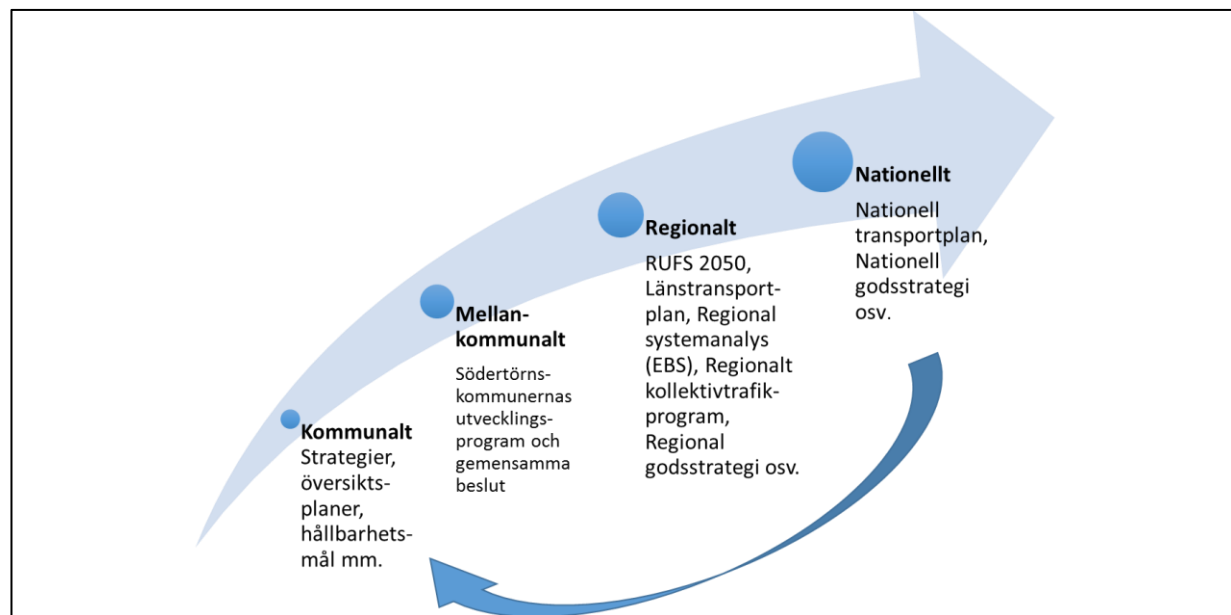 Kommunalt
Strategier,
översikts-
planer,
hållbarhets-
mål mm.
Mellan-
kommunalt
Södertörns-
kommunernas
utvecklings-
program och
gemensamma
beslut
Regionalt
RUFS 2050,
Länstransport-
plan, Regional
systemanalys
(EBS), Regionalt
kollektivtrafik-
program,
Regional
godsstrategi osv.
Nationellt
Nationell
transportplan,
Nationell
godsstrategi
osv.